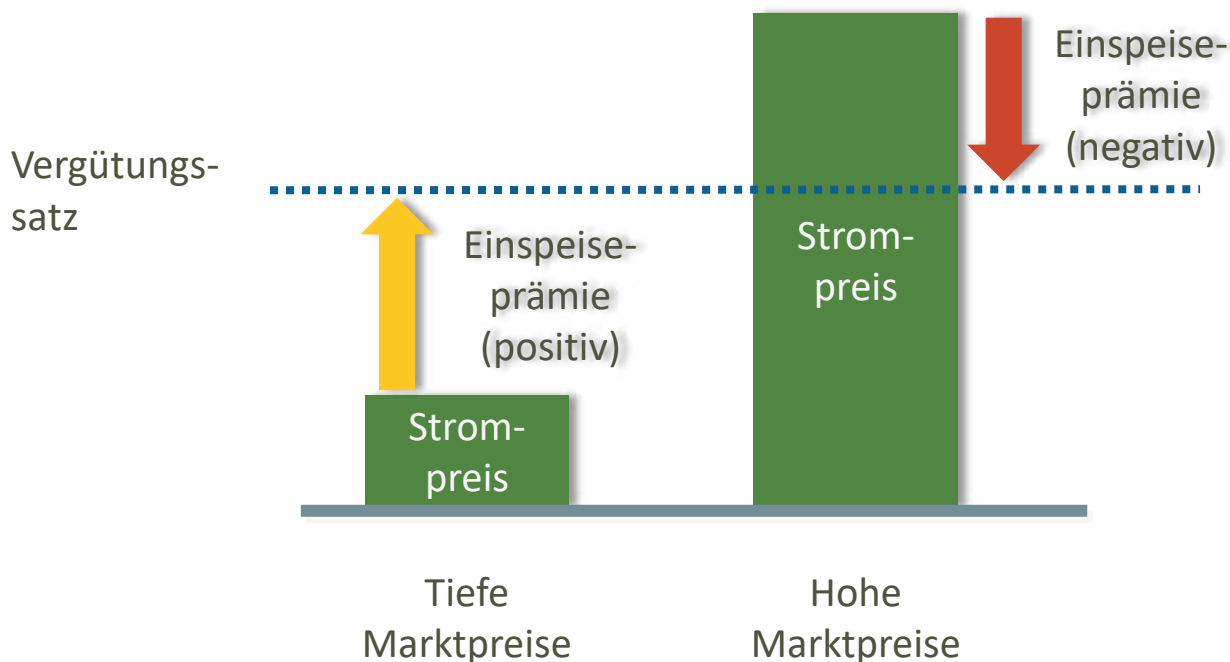 Einspeise-
prämie
(negativ)
Vergütungs-
satz
Einspeise-
prämie
(positiv)
Strom-
preis
Strom-
preis
Tiefe
Marktpreise
Hohe
Marktpreise